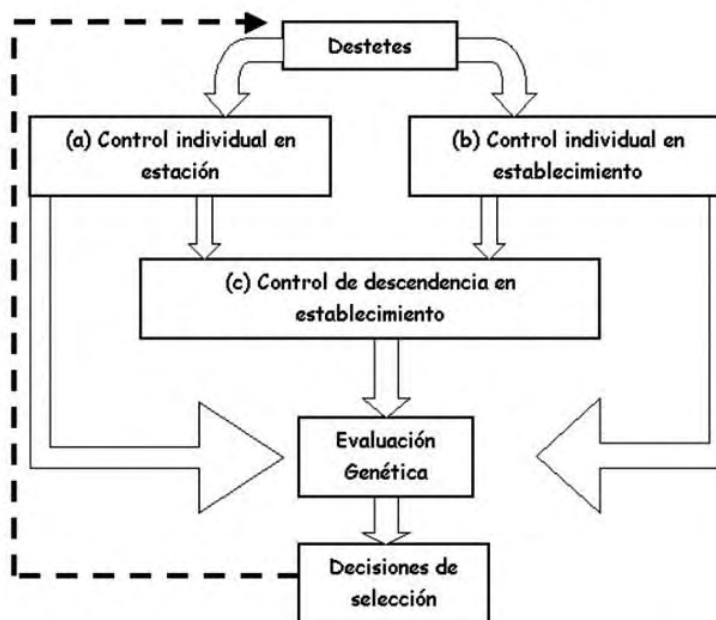 Destetes
(a) Control individual en
estación
(b) Control individual en
establecimiento
(c) Control de descendencia en
establecimiento
Evaluación
Genética
Decisiones de
selección